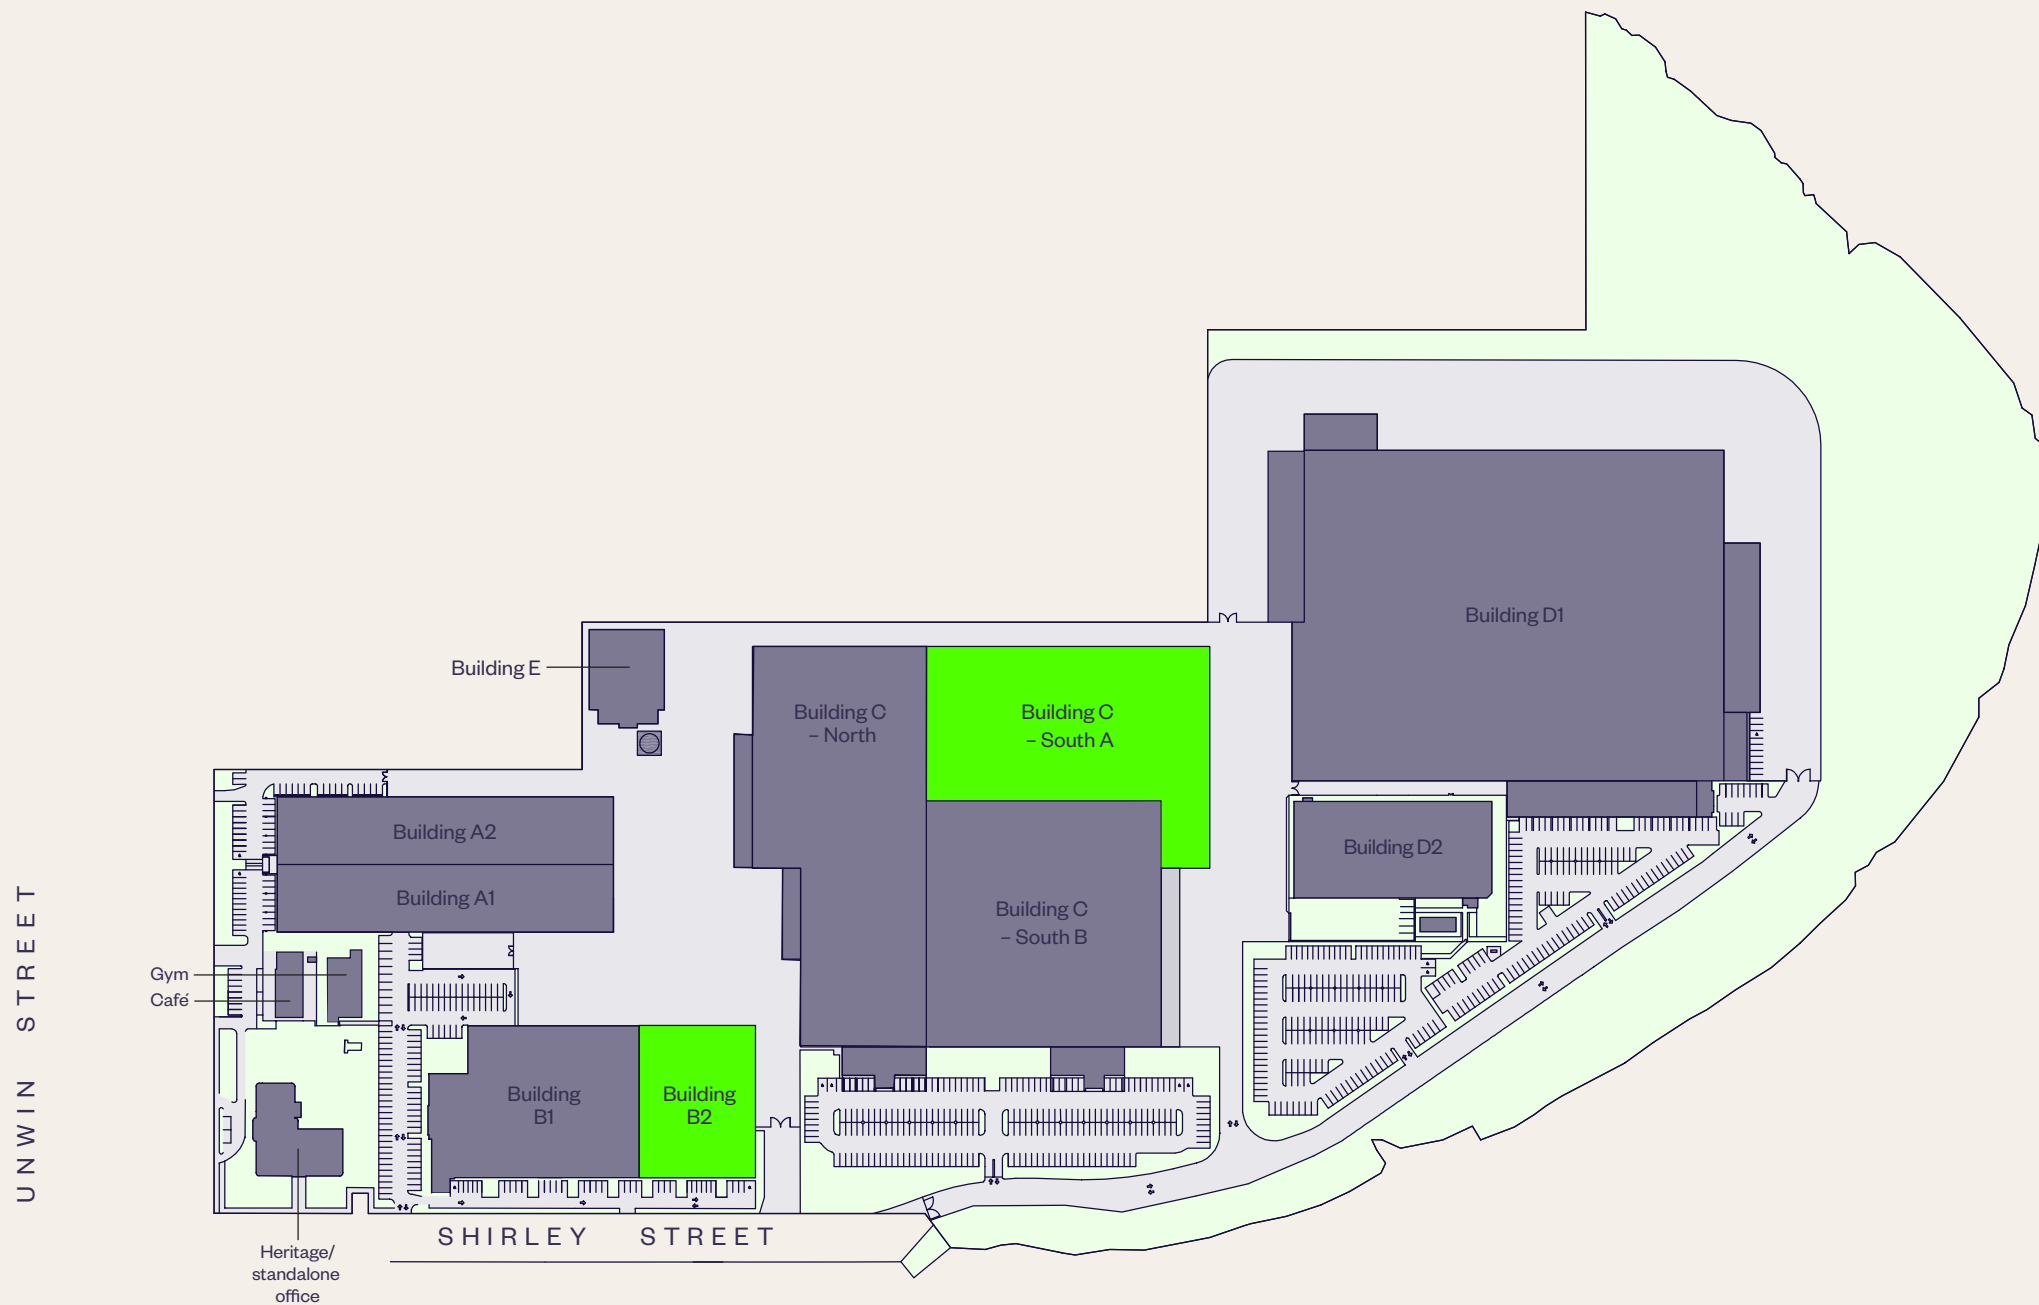 Building D1
Building E
Building C
– North
Building C
– South A
Building A2
Building D2
Building A1
Building C
– South B
Gym
Café
UNWIN STREET
Building
B1
Building
B2
SHIRLEY STREET
Heritage/
standalone
office